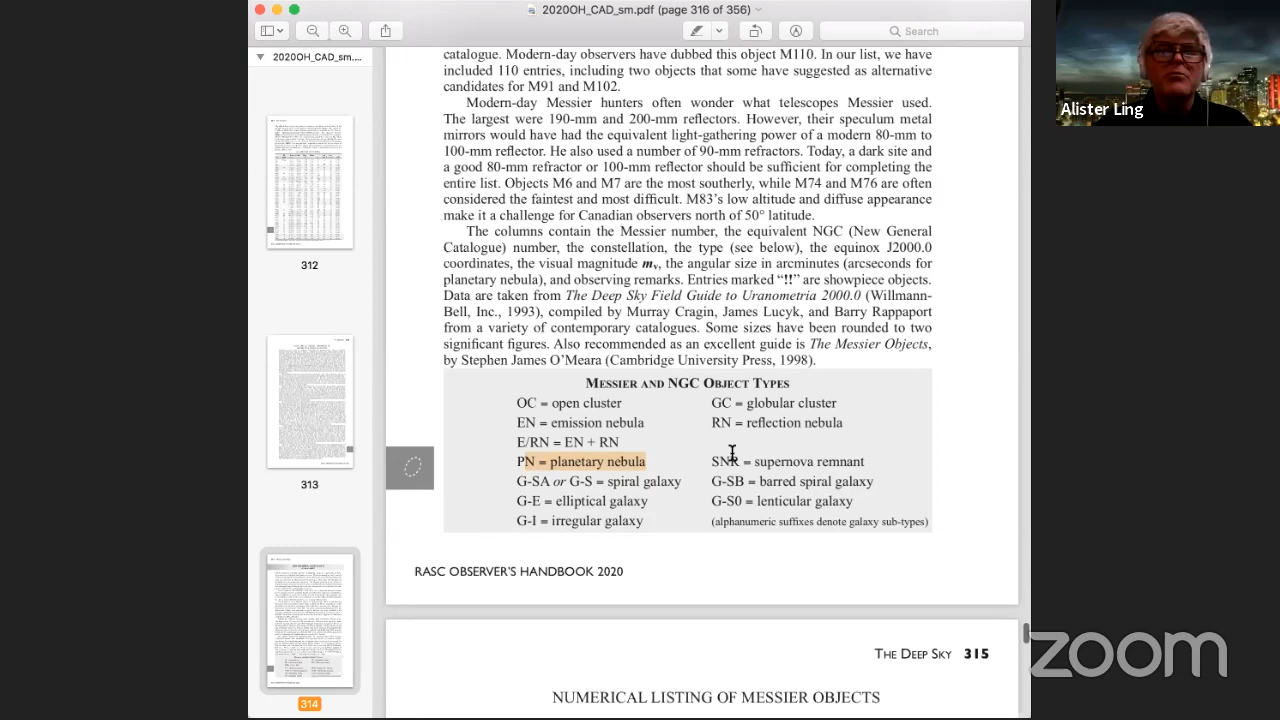 2020OH_CAD_sm.pdf (page 316 of 356)
Search
2020OH_CAD_sm....
312
313
314
catalogue. Modern-day observers have dubbed this object M110. In our list, we have
included 110 entries, including two objects that some have suggested as alternative
candidates for M91 and M102.
Modern-day Messier hunters often wonder what telescopes Messier used.
The largest were 190-mm and 200-mm reflectors. However, their speculum metal
mirrors would have had the equivalent light-gathering power of a modern 80-mm to
100-mm reflector. He also used a number of 90-mm refractors. Today, a dark site and
a good 80-mm refractor or 100-mm reflector should be sufficient for completing the
entire list. Objects M6 and M7 are the most southerly, while M74 and M76 are often
considered the faintest and most difficult. M83’s low altitude and diffuse appearance
make it a challenge for Canadian observers north of 50° latitude.
The columns contain the Messier number, the equivalent NGC (New General
Catalogue) number, the constellation, the type (see below), the equinox J2000.0
coordinates, the visual magnitude mv, the angular size in arcminutes (arcseconds for
planetary nebula), and observing remarks. Entries marked “!!” are showpiece objects.
Data are taken from The Deep Sky Field Guide to Uranometria 2000.0 (Willmann-
Bell, Inc., 1993), compiled by Murray Cragin, James Lucyk, and Barry Rappaport
from a variety of contemporary catalogues. Some sizes have been rounded to two
significant figures. Also recommended as an excellent guide is The Messier Objects,
by Stephen James O’Meara (Cambridge University Press, 1998).
MESSIER AND NGC OBJECT TYPES
OC = open cluster GC = globular cluster
EN = emission nebula RN = reflection nebula
E/RN = EN + RN
PN = planetary nebula SNR = supernova remnant
G-SA or G-S = spiral galaxy G-SB = barred spiral galaxy
G-E = elliptical galaxy G-S0 = lenticular galaxy
G-I = irregular galaxy (alphanumeric suffixes denote galaxy sub-types)
RASC OBSERVER'S HANDBOOK 2020
THE DEEP SKY 315
NUMERICAL LISTING OF MESSIER OBJECTS
Alister Ling
zoom